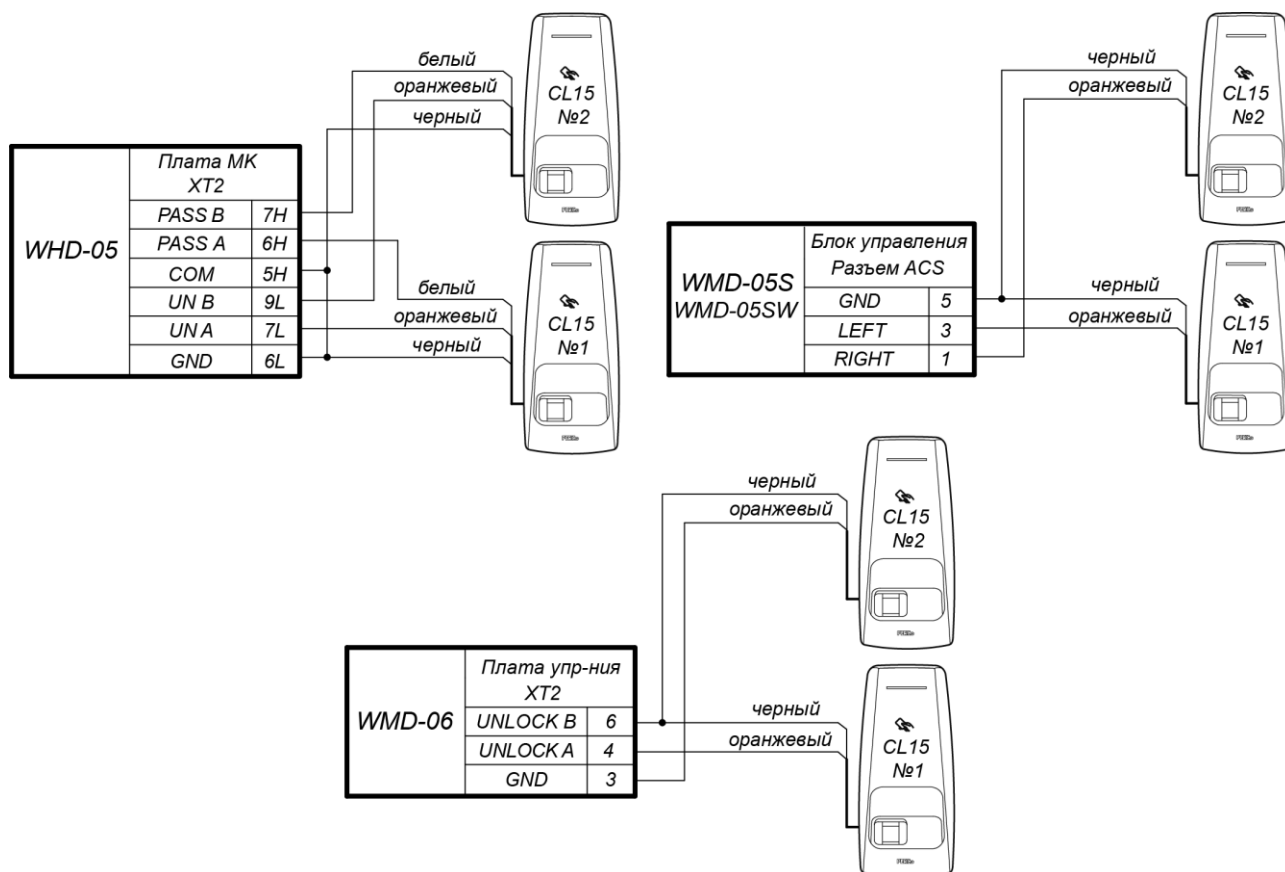 белый
оранжевый
черный
CL15
№2
WHD-05
Плата МК
XT2
PASS B 7H
PASS A 6H
COM 5H
UN B 9L
UN A 7L
GND 6L
белый
оранжевый
черный
CL15
№1
черный
оранжевый
CL15
№2
WMD-05S
WMD-05SW
Блок управления
Разъем ACS
GND 5
LEFT 3
RIGHT 1
черный
оранжевый
CL15
№1
черный
оранжевый
CL15
№2
WMD-06
Плата упр-ния
XT2
UNLOCK B 6
UNLOCK A 4
GND 3
черный
оранжевый
CL15
№1